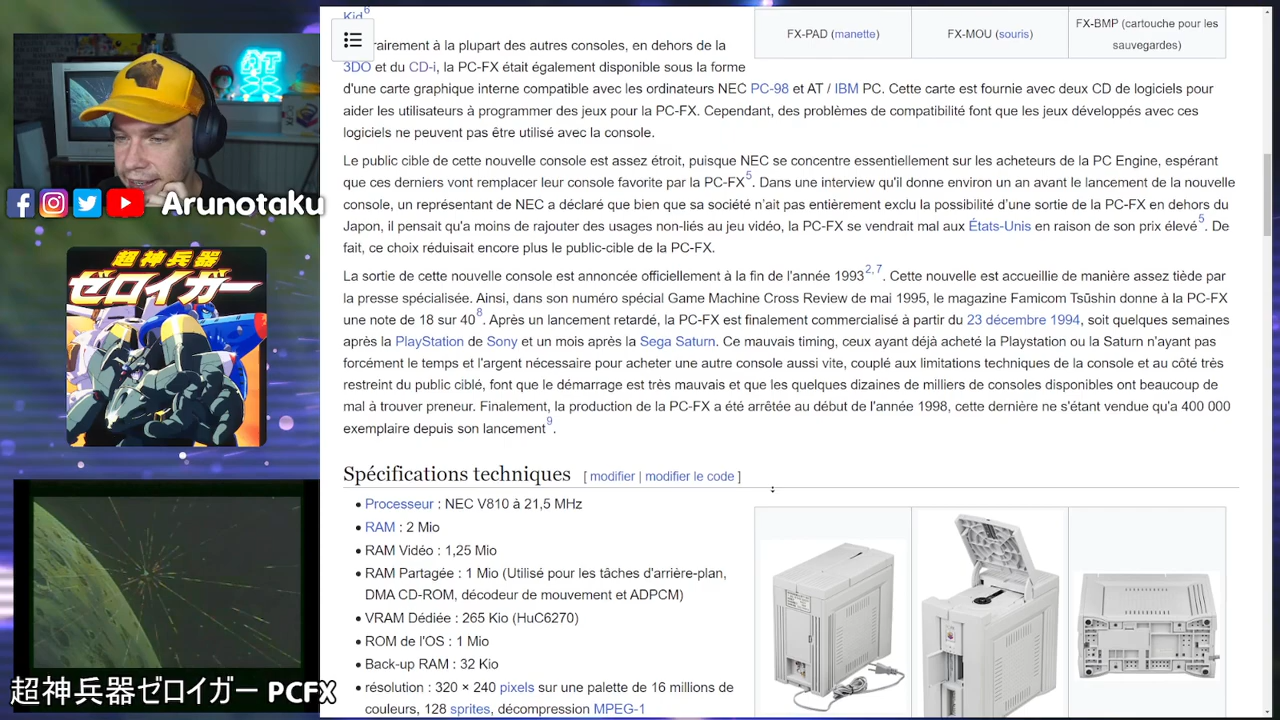 Kid6
FX-PAD (manette)
FX-MOU (souris)
FX-BMP (cartouche pour les
sauvegardes)
rairement à la plupart des autres consoles, en dehors de la
3DO et du CD-i, la PC-FX était également disponible sous la forme
d'une carte graphique interne compatible avec les ordinateurs NEC PC-98 et AT / IBM PC. Cette carte est fournie avec deux CD de logiciels pour
aider les utilisateurs à programmer des jeux pour la PC-FX. Cependant, des problèmes de compatibilité font que les jeux développés avec ces
logiciels ne peuvent pas être utilisé avec la console.
Le public cible de cette nouvelle console est assez étroit, puisque NEC se concentre essentiellement sur les acheteurs de la PC Engine, espérant
que ces derniers vont remplacer leur console favorite par la PC-FX5. Dans une interview qu'il donne environ un an avant le lancement de la nouvelle
console, un représentant de NEC a déclaré que bien que sa société n'ait pas entièrement exclu la possibilité d'une sortie de la PC-FX en dehors du
Japon, il pensait qu'a moins de rajouter des usages non-liés au jeu vidéo, la PC-FX se vendrait mal aux États-Unis en raison de son prix élevé5. De
fait, ce choix réduisait encore plus le public-cible de la PC-FX.
La sortie de cette nouvelle console est annoncée officiellement à la fin de l'année 19932,7. Cette nouvelle est accueillie de manière assez tiède par
la presse spécialisée. Ainsi, dans son numéro spécial Game Machine Cross Review de mai 1995, le magazine Famicom Tsūshin donne à la PC-FX
une note de 18 sur 408. Après un lancement retardé, la PC-FX est finalement commercialisé à partir du 23 décembre 1994, soit quelques semaines
après la PlayStation de Sony et un mois après la Sega Saturn. Ce mauvais timing, ceux ayant déjà acheté la Playstation ou la Saturn n'ayant pas
forcément le temps et l'argent nécessaire pour acheter une autre console aussi vite, couplé aux limitations techniques de la console et au côté très
restreint du public ciblé, font que le démarrage est très mauvais et que les quelques dizaines de milliers de consoles disponibles ont beaucoup de
mal à trouver preneur. Finalement, la production de la PC-FX a été arrêtée au début de l'année 1998, cette dernière ne s'étant vendue qu'a 400 000
exemplaire depuis son lancement9.
Spécifications techniques [ modifier | modifier le code ]
• Processeur : NEC V810 à 21,5 MHz
• RAM : 2 Mio
• RAM Vidéo : 1,25 Mio
• RAM Partagée : 1 Mio (Utilisé pour les tâches d'arrière-plan,
DMA CD-ROM, décodeur de mouvement et ADPCM)
• VRAM Dédiée : 265 Kio (HuC6270)
• ROM de l'OS : 1 Mio
• Back-up RAM : 32 Kio
• résolution : 320 × 240 pixels sur une palette de 16 millions de
couleurs, 128 sprites, décompression MPEG-1
Arunotaku
超神兵器
ゼロイガー
超神兵器ゼロイガー PCFX